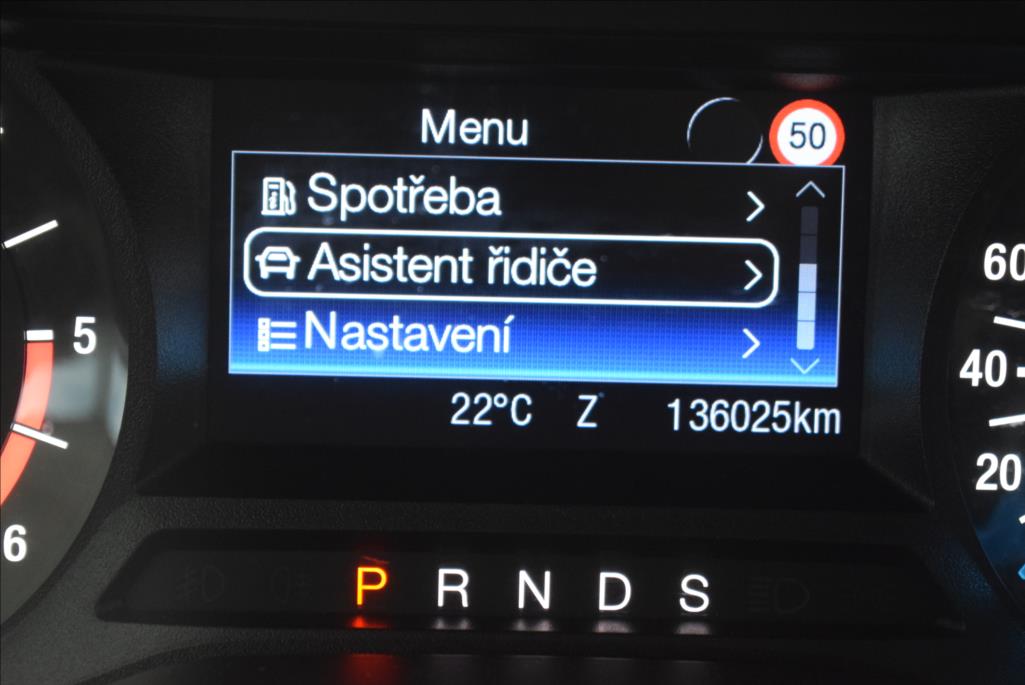 Menu
50
Spotřeba
Asistent řidiče
Nastavení
22°C Z 136025km
5
6
60
40
20
P R N D S